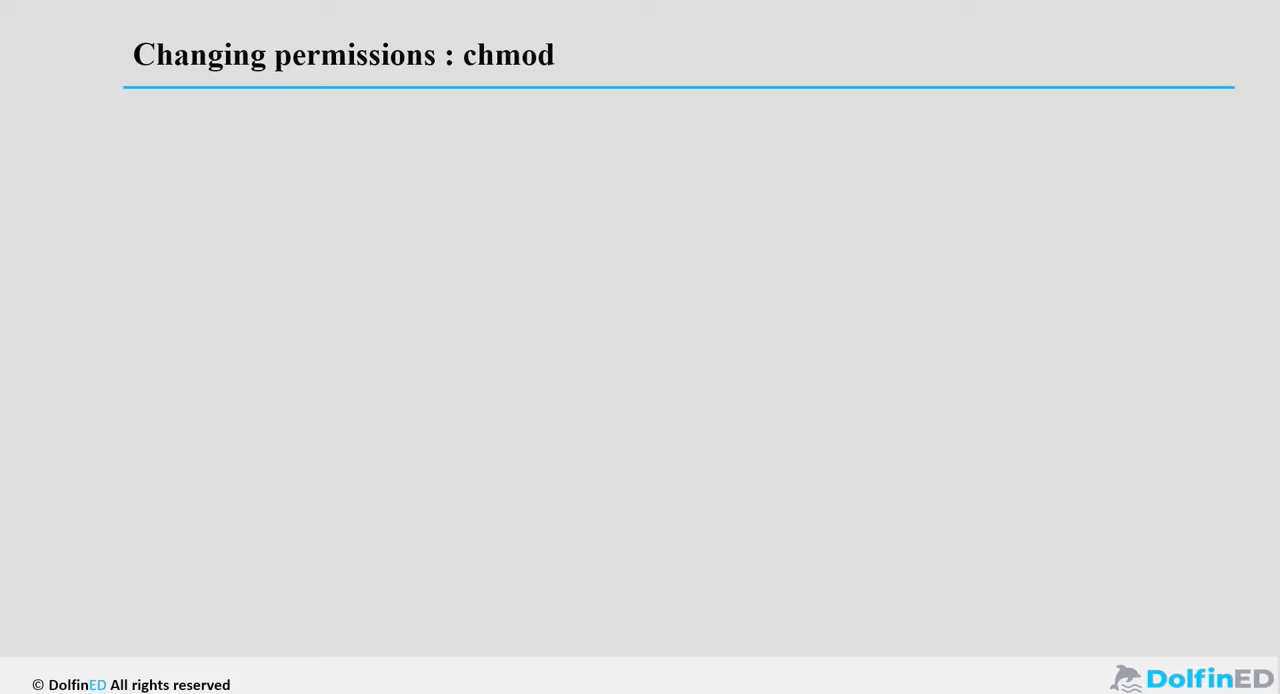 Changing permissions : chmod
© DolfinED All rights reserved
DolfinED